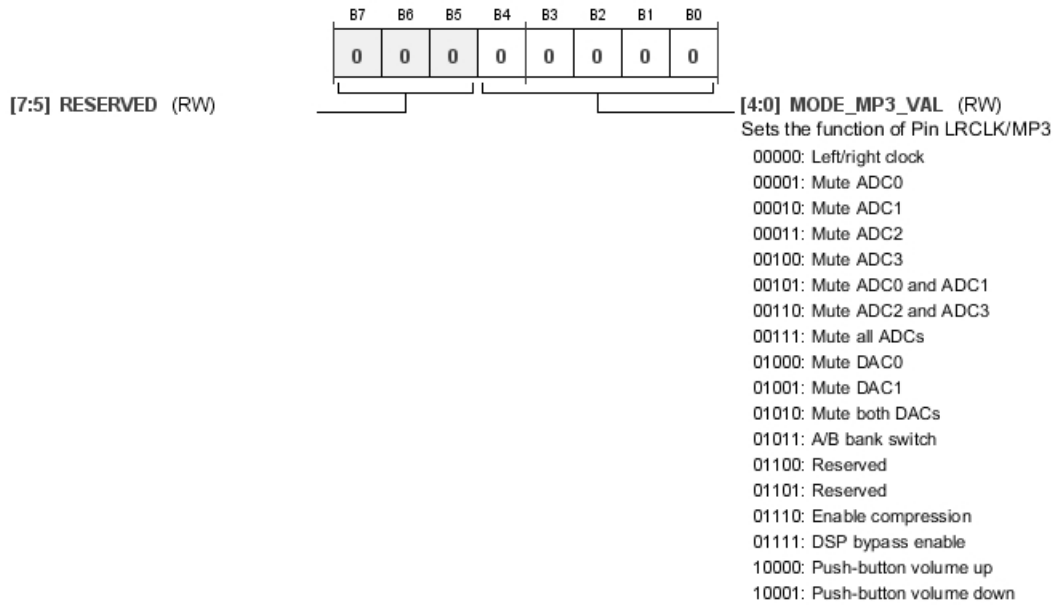 B7 B6 B5 B4 B3 B2 B1 B0
0 0 0 0 0 0 0 0
[7:5] RESERVED (RW)
[4:0] MODE_MP3_VAL (RW)
Sets the function of Pin LRCLK/MP3
00000: Left/right clock
00001: Mute ADC0
00010: Mute ADC1
00011: Mute ADC2
00100: Mute ADC3
00101: Mute ADC0 and ADC1
00110: Mute ADC2 and ADC3
00111: Mute all ADCs
01000: Mute DAC0
01001: Mute DAC1
01010: Mute both DACs
01011: A/B bank switch
01100: Reserved
01101: Reserved
01110: Enable compression
01111: DSP bypass enable
10000: Push-button volume up
10001: Push-button volume down